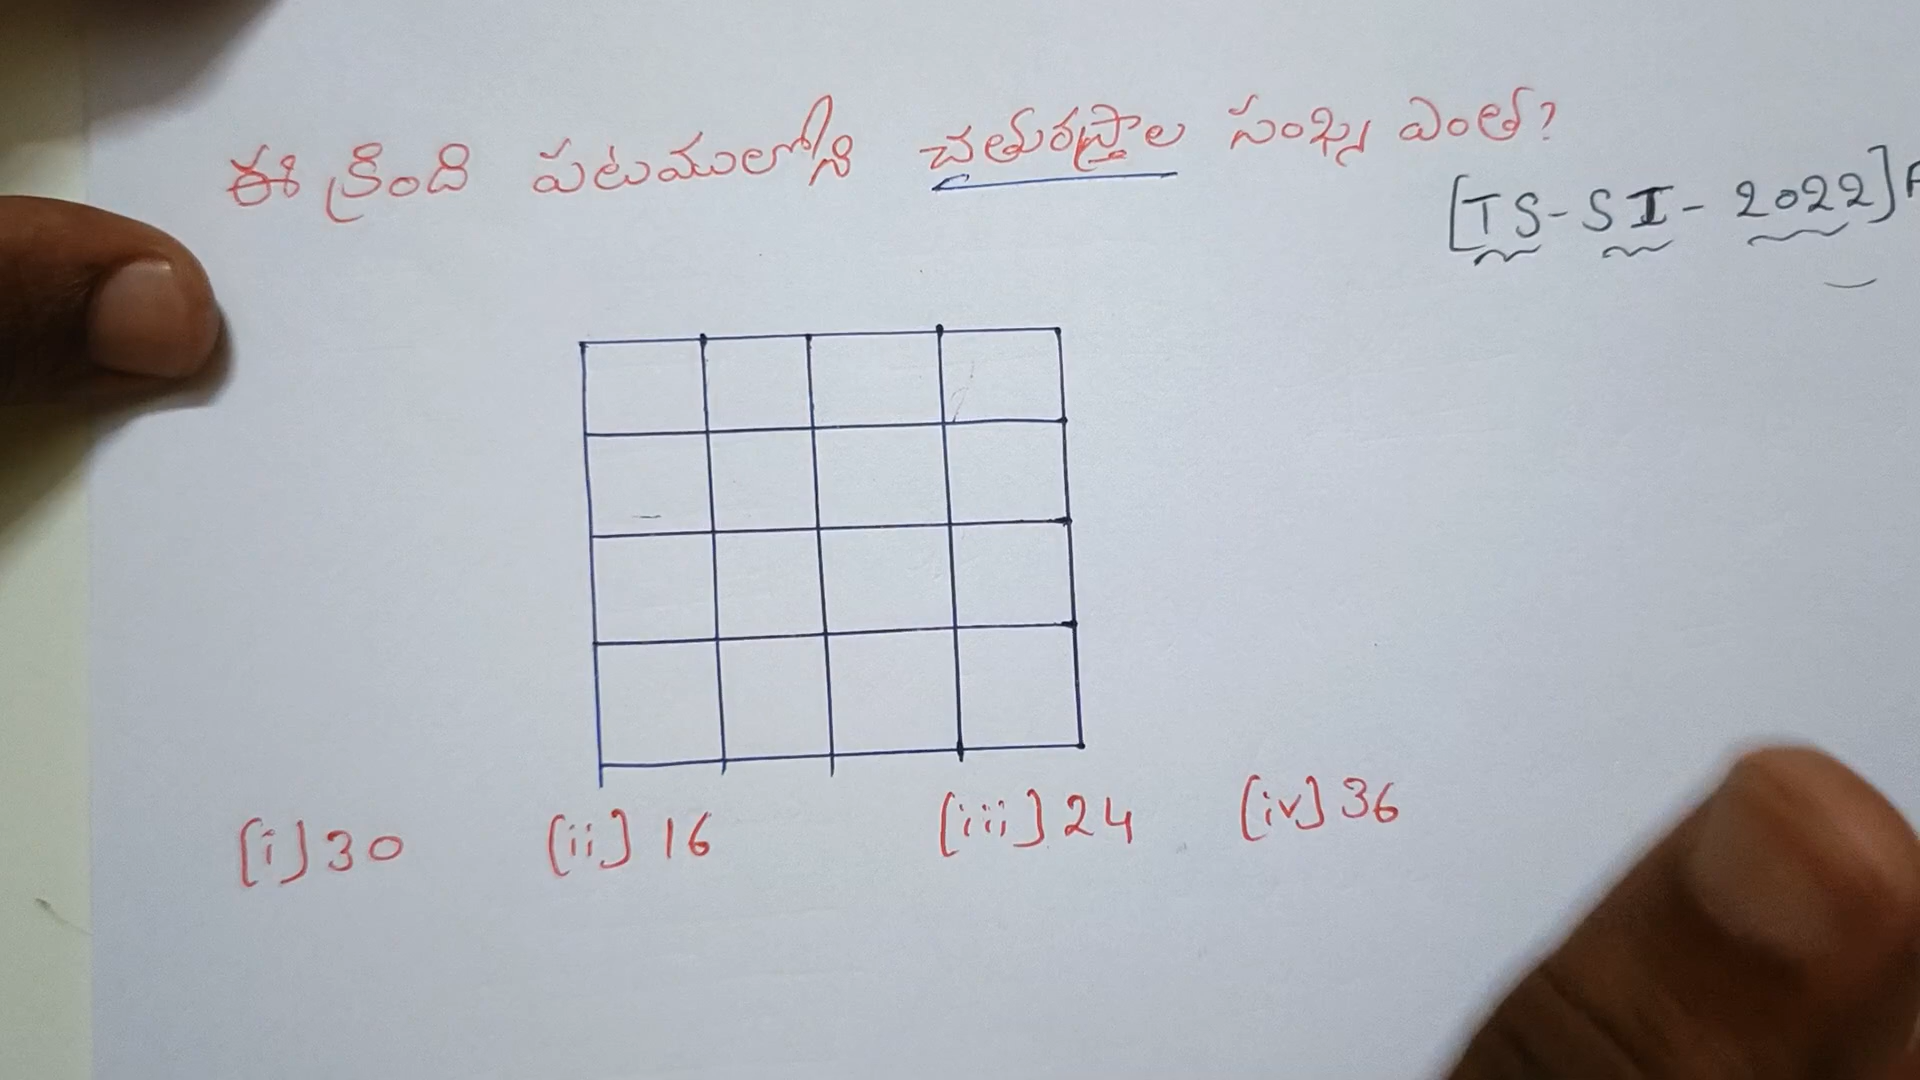 ఈ క్రింది పటములోని చతురస్రాల సంఖ్య ఎంత?
[TS-SI-2022]
[i] 30 [ii] 16 [iii] 24 [iv] 36